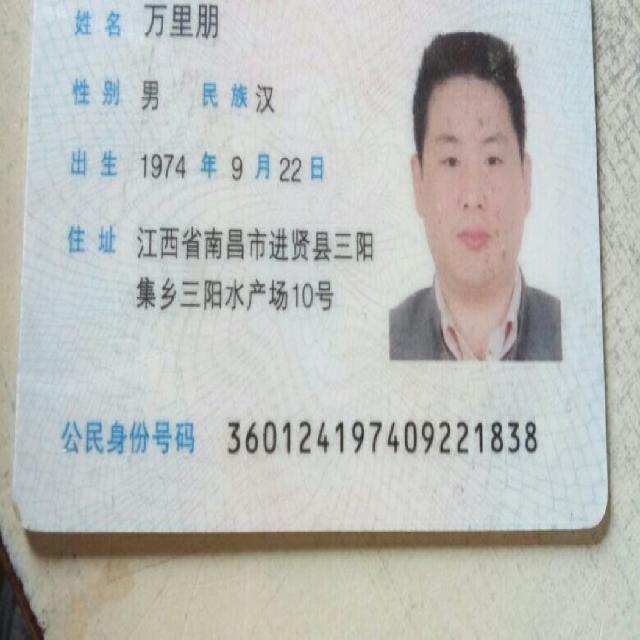 姓名 万里朋
性别 男 民族 汉
出生 1974 年 9 月 22 日
住址 江西省南昌市进贤县三阳
集乡三阳水产场10号
公民身份号码 360124197409221838